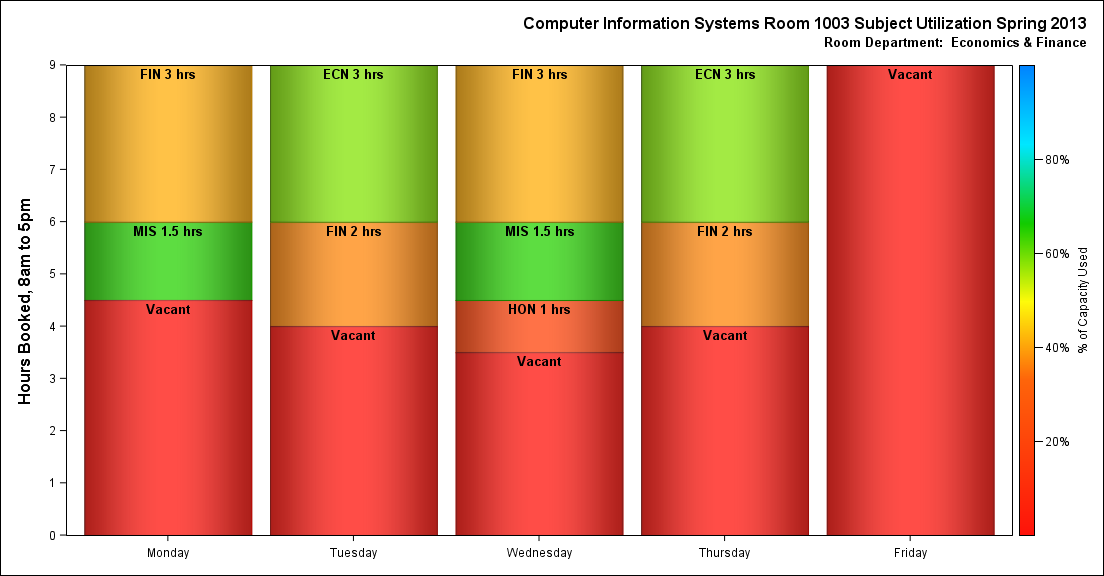 Computer Information Systems Room 1003 Subject Utilization Spring 2013
Room Department:  Economics & Finance
Hours Booked, 8am to 5pm
9
8
7
6
5
4
3
2
1
0
FIN 3 hrs
MIS 1.5 hrs
Vacant
ECN 3 hrs
FIN 2 hrs
Vacant
FIN 3 hrs
MIS 1.5 hrs
HON 1 hrs
Vacant
ECN 3 hrs
FIN 2 hrs
Vacant
Vacant
Monday
Tuesday
Wednesday
Thursday
Friday
80%
60%
40%
20%
% of Capacity Used